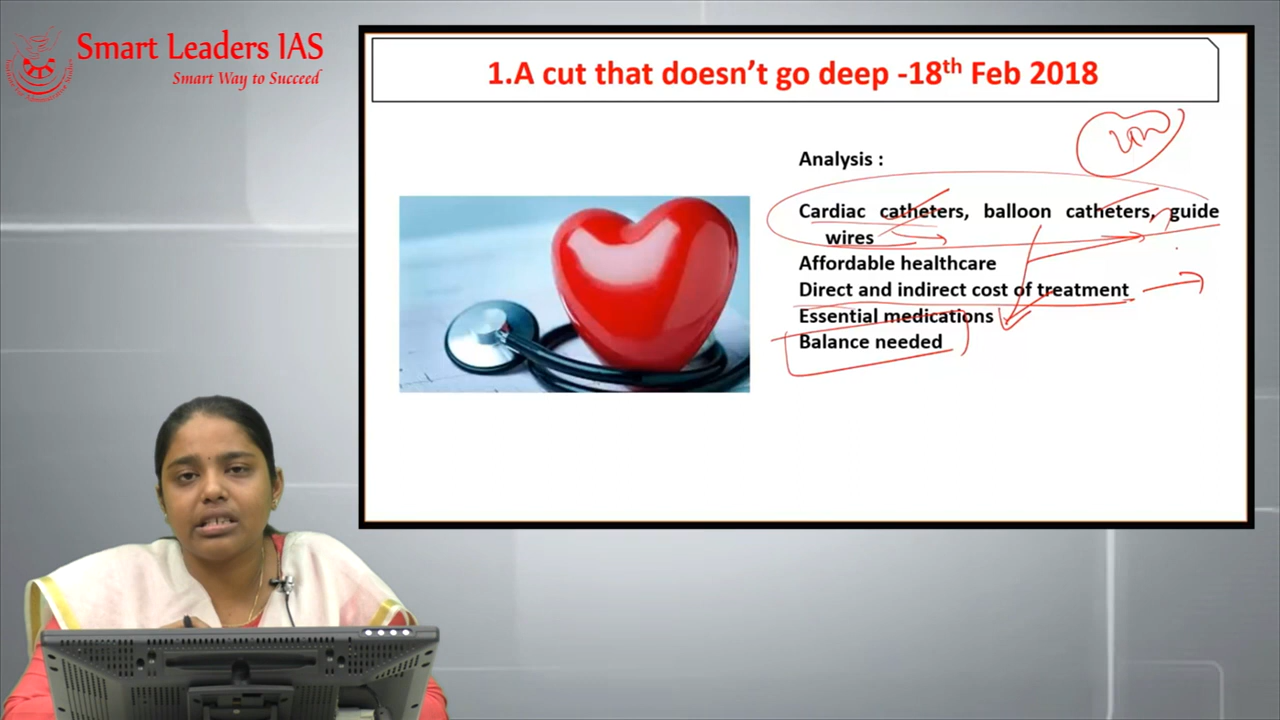 Smart Leaders IAS
Smart Way to Succeed
1.A cut that doesn't go deep -18th Feb 2018
Analysis :
Cardiac catheters, balloon catheters, guide
wires
Affordable healthcare
Direct and indirect cost of treatment
Essential medications
Balance needed